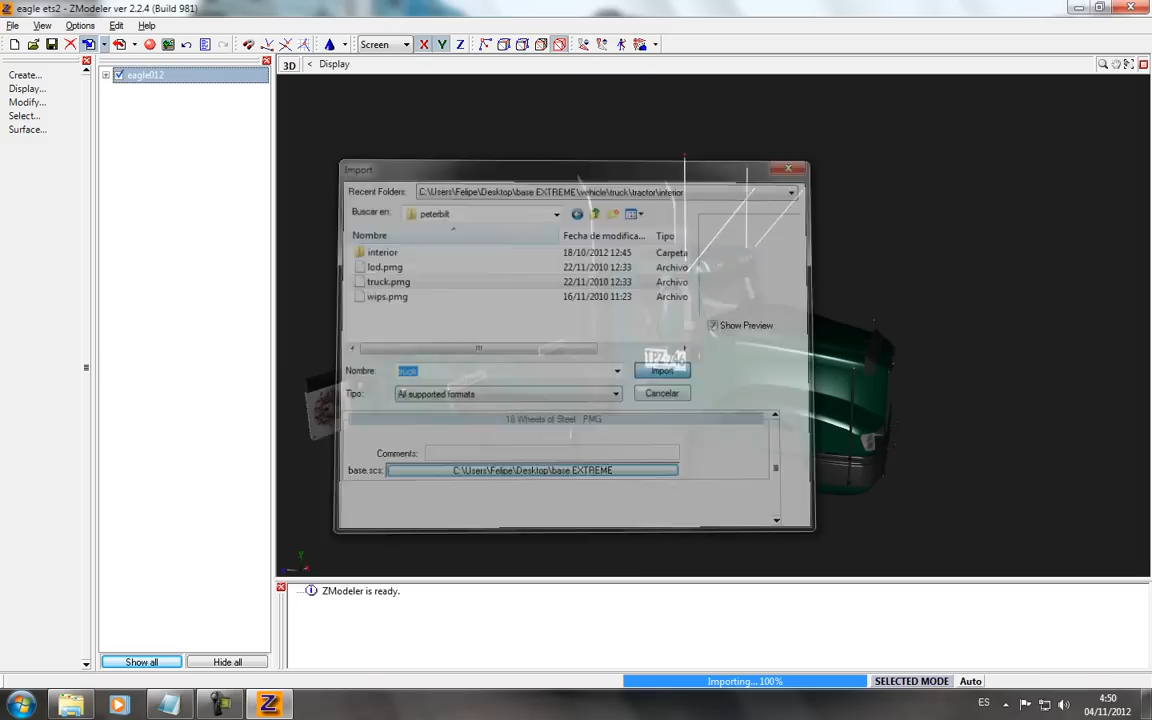 eagle ets2 - ZModeler ver 2.2.4 (Build 981)
File View Options Edit Help
Screen X Y Z
Create...
Display...
Modify...
Select...
Surface...
eagle012
3D < Display
Import
Recent Folders: C:\Users\Felipe\Desktop\base EXTREME\vehicle\truck\tractor\interior
Buscar en: peterbilt
Nombre Fecha de modifica... Tipo
interior 18/10/2012 12:45 Carpeta
lod.pmg 22/11/2010 12:33 Archivo
truck.pmg 22/11/2010 12:33 Archivo
wips.pmg 16/11/2010 11:23 Archivo
Show Preview
Nombre: truck Import
Tipo: All supported formats Cancelar
18 Wheels of Steel PMG
Comments:
base.scs: C:\Users\Felipe\Desktop\base EXTREME
ZModeler is ready.
Show all Hide all
Importing... 100% SELECTED MODE Auto
ES 4:50
04/11/2012